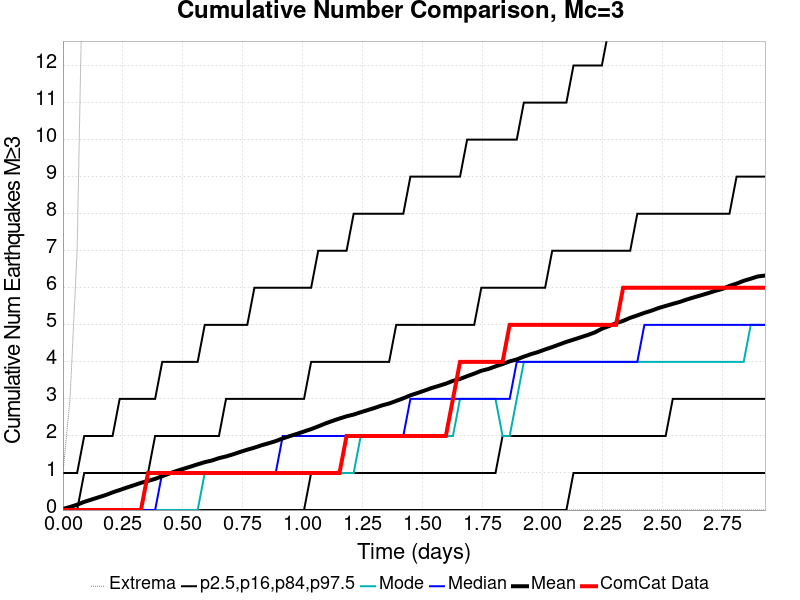 Cumulative Number Comparison, Mc=3
Cumulative Num Earthquakes M≥3
12
11
10
9
8
7
6
5
4
3
2
1
0
0.00 0.25 0.50 0.75 1.00 1.25 1.50 1.75 2.00 2.25 2.50 2.75
Time (days)
Extrema p2.5,p16,p84,p97.5 Mode Median Mean ComCat Data